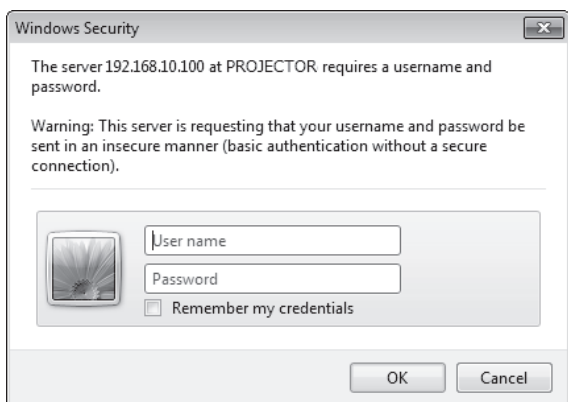 Windows Security
The server 192.168.10.100 at PROJECTOR requires a username and
password.
Warning: This server is requesting that your username and password be
sent in an insecure manner (basic authentication without a secure
connection).
User name
Password
Remember my credentials
OK
Cancel